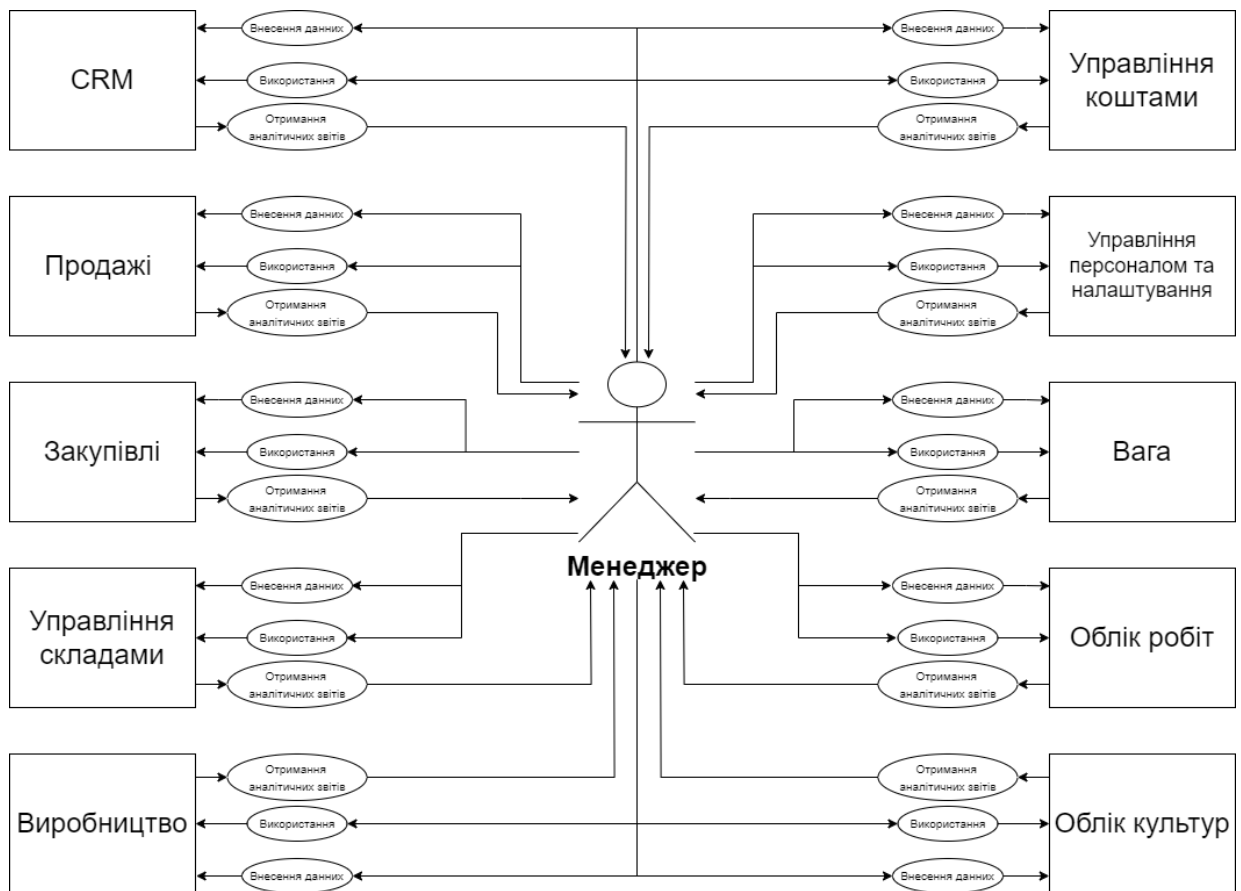 CRM
Внесення данних
Використання
Отримання
аналітичних звітів
Внесення данних
Використання
Отримання
аналітичних звітів
Управління
коштами
Продажі
Внесення данних
Використання
Отримання
аналітичних звітів
Внесення данних
Використання
Отримання
аналітичних звітів
Управління
персоналом та
налаштування
Закупівлі
Внесення данних
Використання
Отримання
аналітичних звітів
Внесення данних
Використання
Отримання
аналітичних звітів
Вага
Менеджер
Управління
складами
Внесення данних
Використання
Отримання
аналітичних звітів
Внесення данних
Використання
Отримання
аналітичних звітів
Облік робіт
Виробництво
Отримання
аналітичних звітів
Використання
Внесення данних
Отримання
аналітичних звітів
Використання
Внесення данних
Облік культур